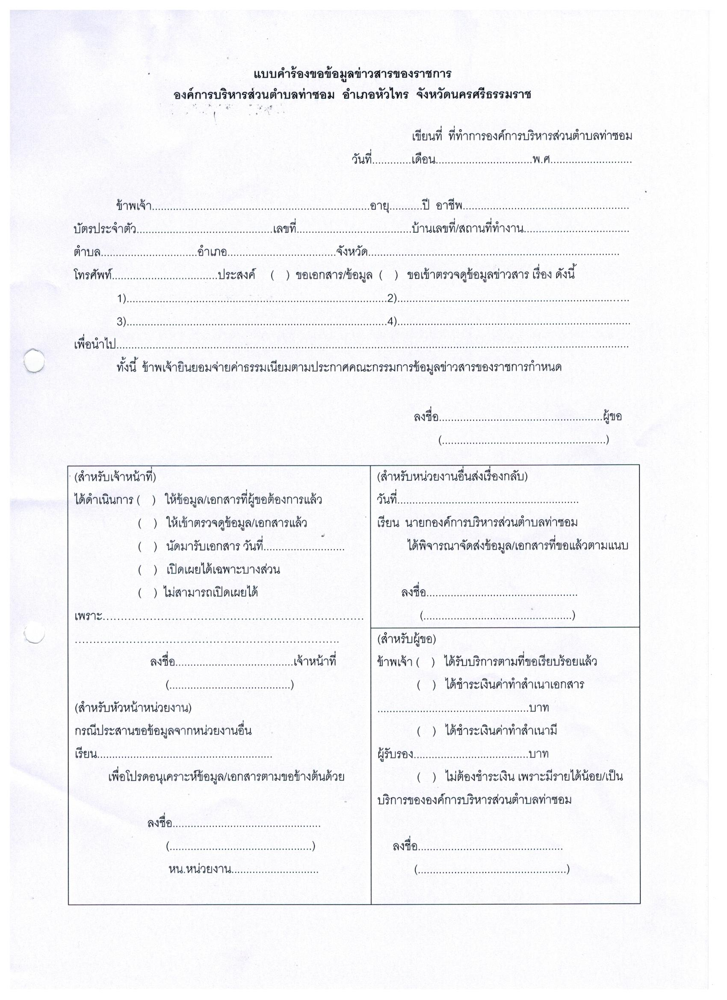 แบบคำร้องขอข้อมูลข่าวสารของราชการ
องค์การบริหารส่วนตำบลท่าซอม อำเภอหัวไทร จังหวัดนครศรีธรรมราช
เขียนที่ ที่ทำการองค์การบริหารส่วนตำบลท่าซอม
วันที่.............เดือน................................พ.ศ...........................
ข้าพเจ้า........................................................................อายุ...........ปี อาชีพ.......................................................
บัตรประจำตัว.............................................เลขที่......................................บ้านเลขที่/สถานที่ทำงาน...................................
ตำบล................................อำเภอ....................................จังหวัด...................................................................................
โทรศัพท์...................................ประสงค์ ( ) ขอเอกสาร/ข้อมูล ( ) ขอเข้าตรวจดูข้อมูลข่าวสาร เรื่อง ดังนี้
1)......................................................................................2).............................................................................
3)......................................................................................4).............................................................................
เพื่อนำไป..........................................................................................................................................................................
ทั้งนี้ ข้าพเจ้ายินยอมจ่ายค่าธรรมเนียมตามประกาศคณะกรรมการข้อมูลข่าวสารของราชการกำหนด
ลงชื่อ......................................................ผู้ขอ
(......................................................)
(สำหรับเจ้าหน้าที่)
ได้ดำเนินการ ( ) ให้ข้อมูล/เอกสารที่ผู้ขอต้องการแล้ว
( ) ให้เข้าตรวจดูข้อมูล/เอกสารแล้ว
( ) นัดมารับเอกสาร วันที่...........................
( ) เปิดเผยได้เฉพาะบางส่วน
( ) ไม่สามารถเปิดเผยได้
เพราะ........................................................................
.........................................................................
ลงชื่อ.......................................เจ้าหน้าที่
(........................................)
(สำหรับหัวหน้าหน่วยงาน)
กรณีประสานขอข้อมูลจากหน่วยงานอื่น
เรียน..........................................................
เพื่อโปรดอนุเคราะห์ข้อมูล/เอกสารตามขอข้างต้นด้วย
ลงชื่อ.................................................
(...............................................)
หน.หน่วยงาน.............................
(สำหรับหน่วยงานอื่นส่งเรื่องกลับ)
วันที่............................................................
เรียน นายกองค์การบริหารส่วนตำบลท่าซอม
ได้พิจารณาจัดส่งข้อมูล/เอกสารที่ขอแล้วตามแนบ
ลงชื่อ..................................................
(.................................................)
(สำหรับผู้ขอ)
ข้าพเจ้า ( ) ได้รับบริการตามที่ขอเรียบร้อยแล้ว
( ) ได้ชำระเงินค่าทำสำเนาเอกสาร
..................................................บาท
( ) ได้ชำระเงินค่าทำสำเนามี
ผู้รับรอง......................................บาท
( ) ไม่ต้องชำระเงิน เพราะมีรายได้น้อย/เป็น
บริการขององค์การบริหารส่วนตำบลท่าซอม
ลงชื่อ................................................
(.................................................)